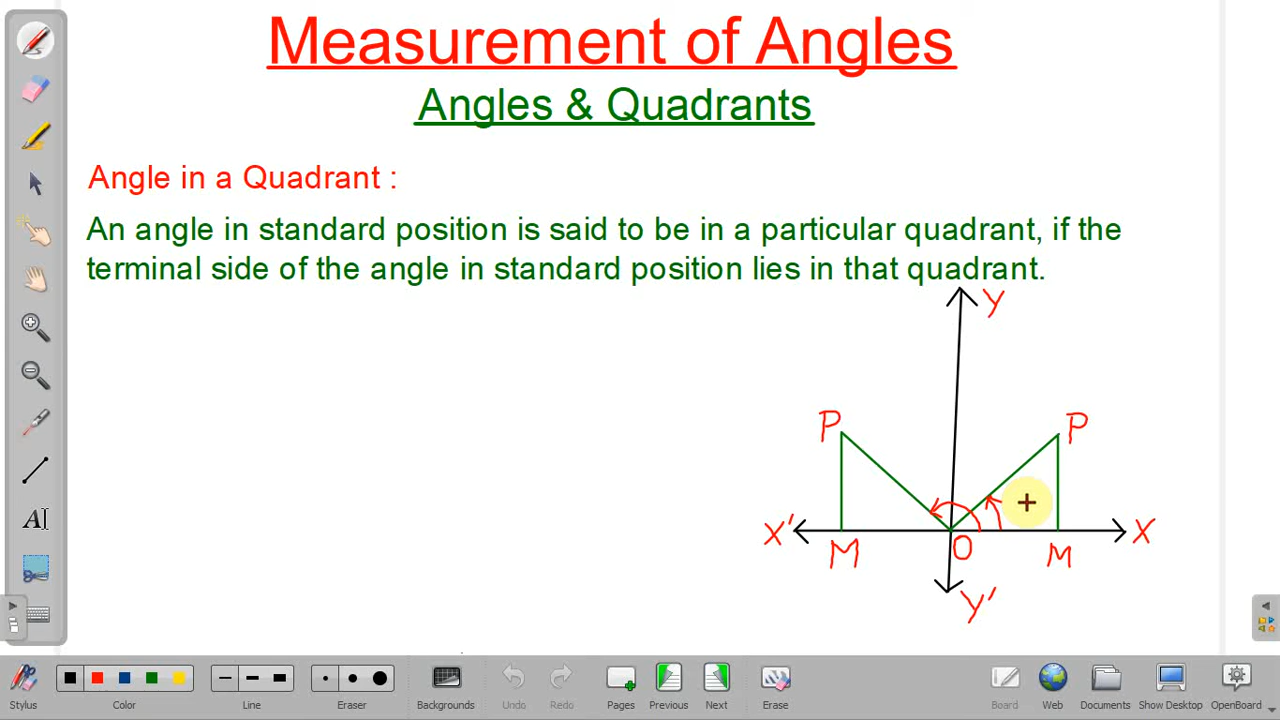 Measurement of Angles
Angles & Quadrants
Angle in a Quadrant :
An angle in standard position is said to be in a particular quadrant, if the
terminal side of the angle in standard position lies in that quadrant.
Y
P
P
+
X'
M
O
M
X
Y'
AI
Stylus
Color
Line
Eraser
Backgrounds
Undo
Redo
Pages
Previous
Next
Erase
Board
Web
Documents
Show Desktop
OpenBoard